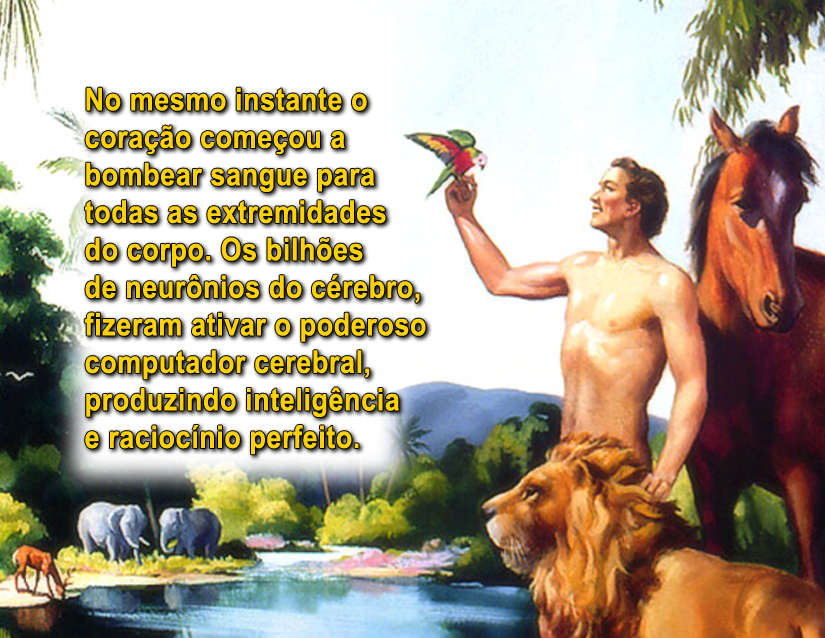 No mesmo instante o
coração começou a
bombear sangue para
todas as extremidades
do corpo. Os bilhões
de neurônios do cérebro,
fizeram ativar o poderoso
computador cerebral,
produzindo inteligência
e raciocínio perfeito.